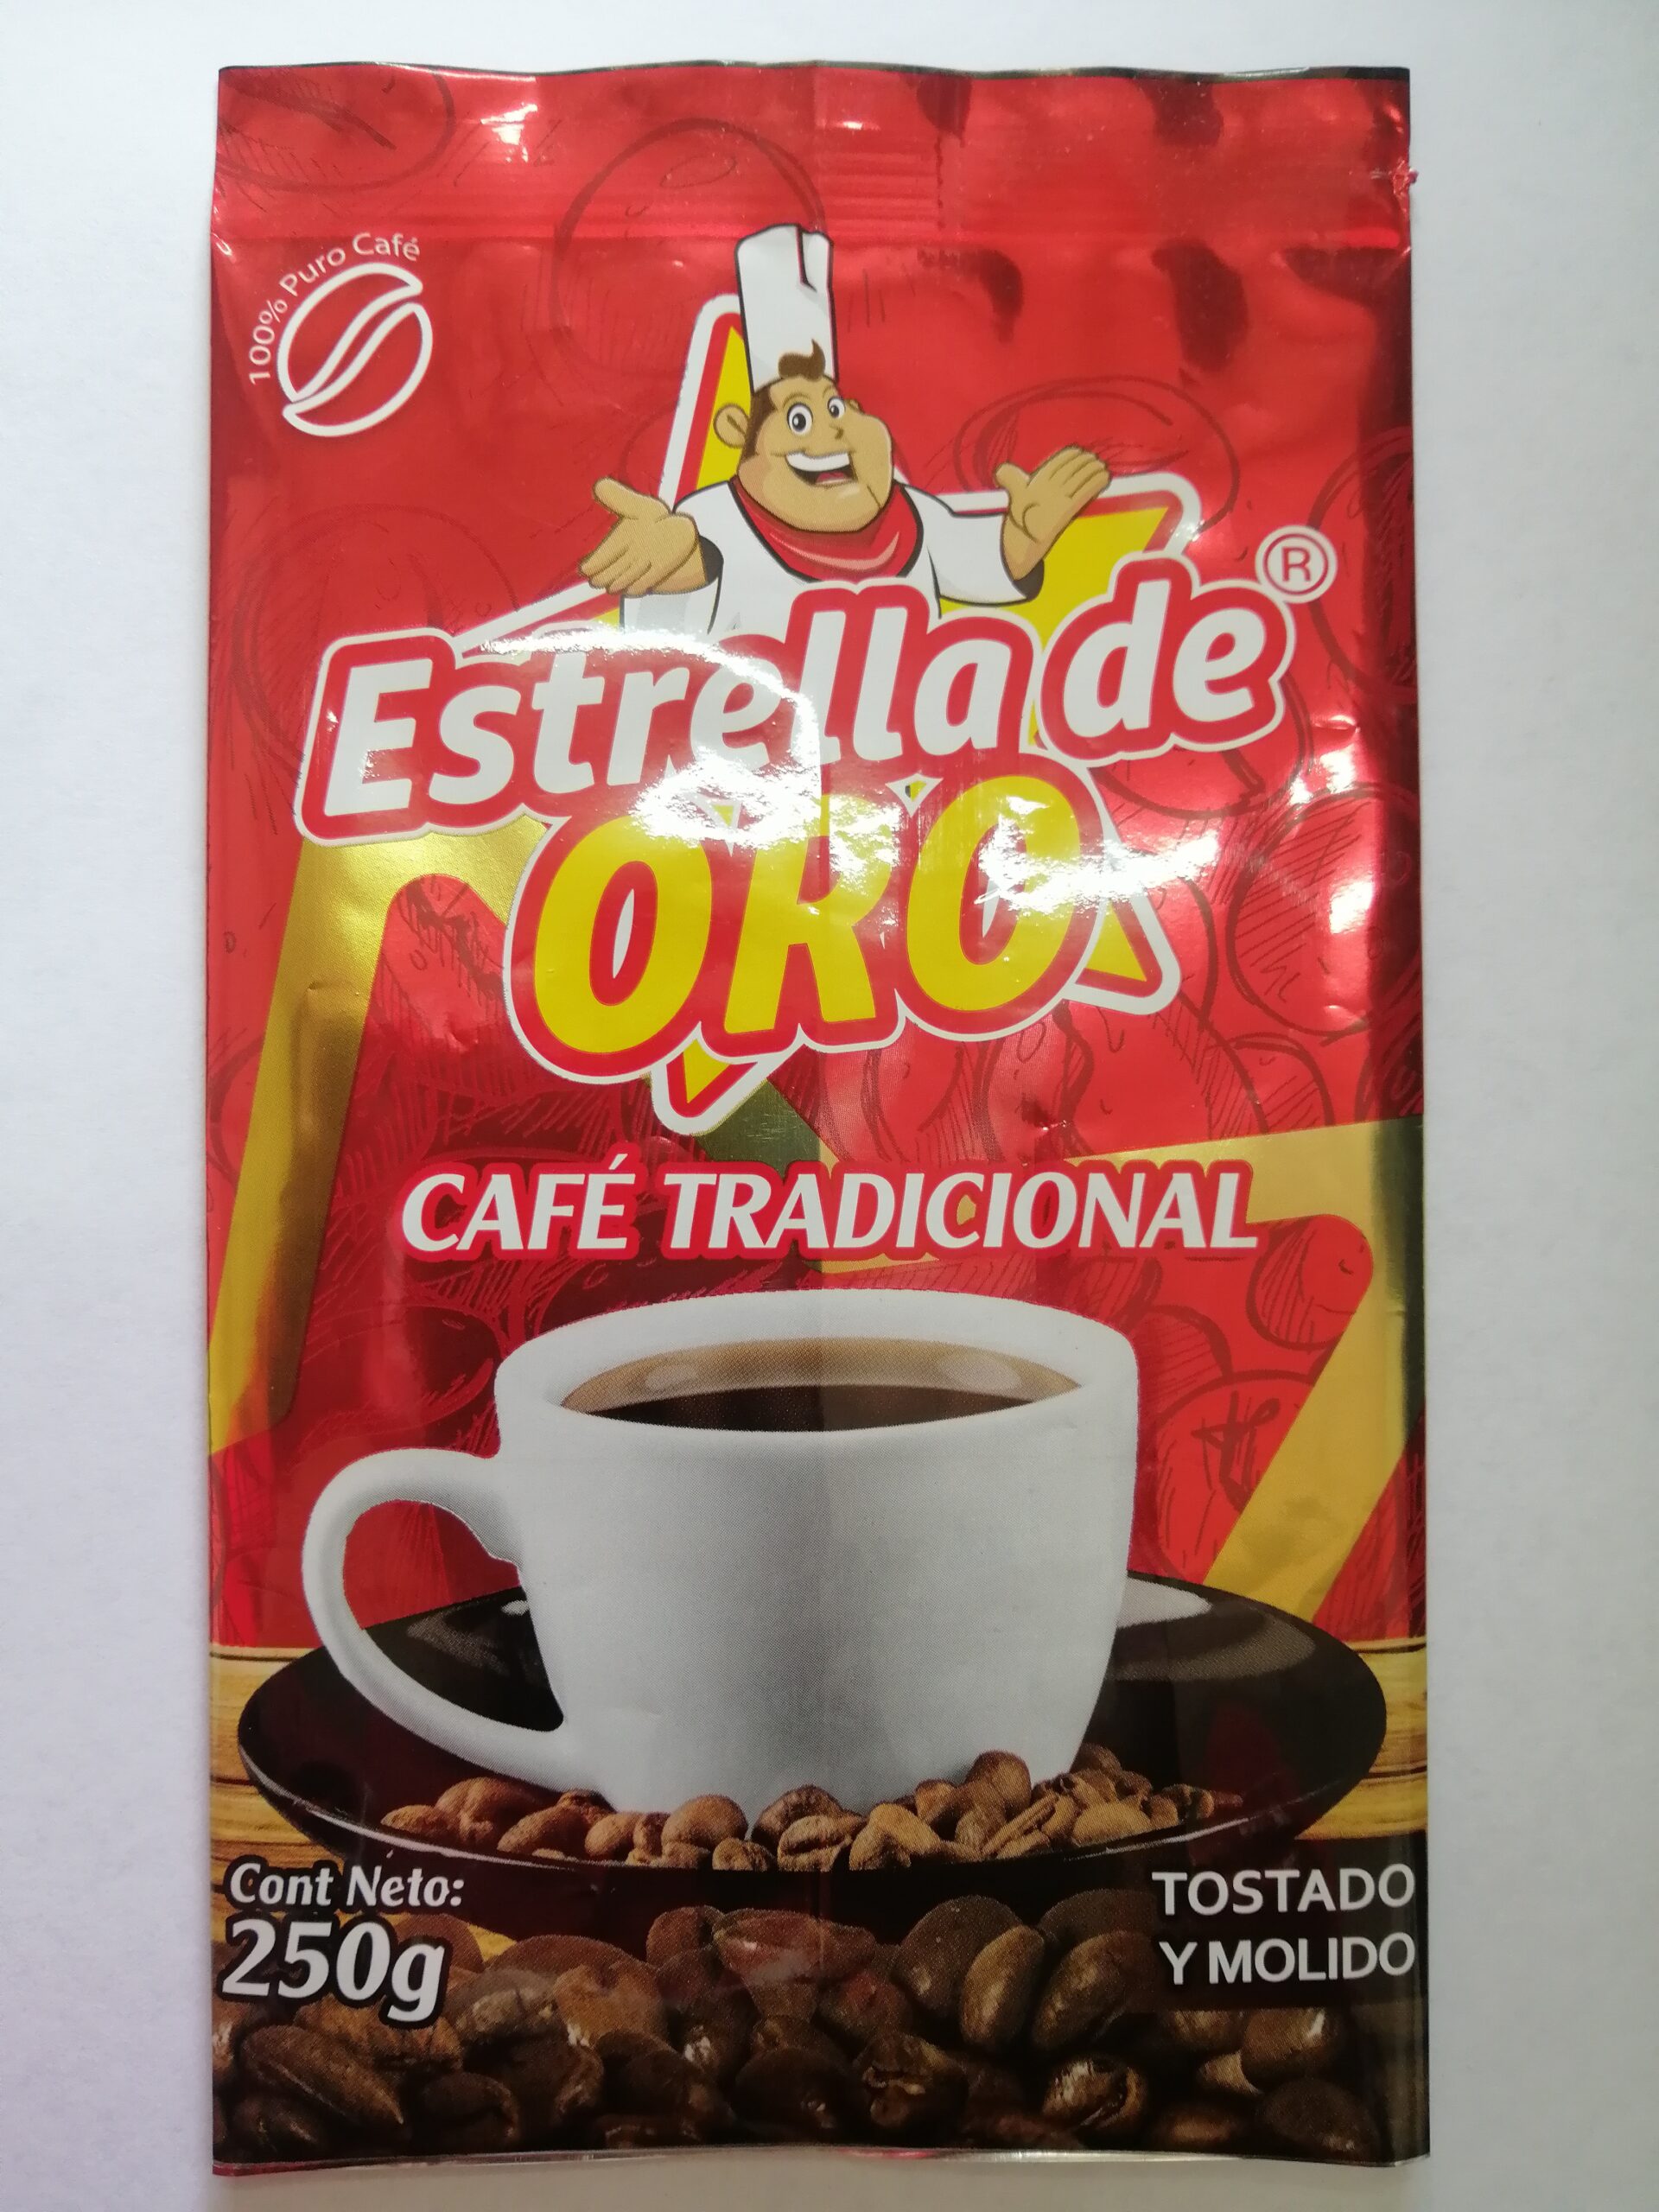 100% Puro Café
Estrella de ®
ORO
CAFÉ TRADICIONAL
Cont Neto:
250g
TOSTADO
Y MOLIDO